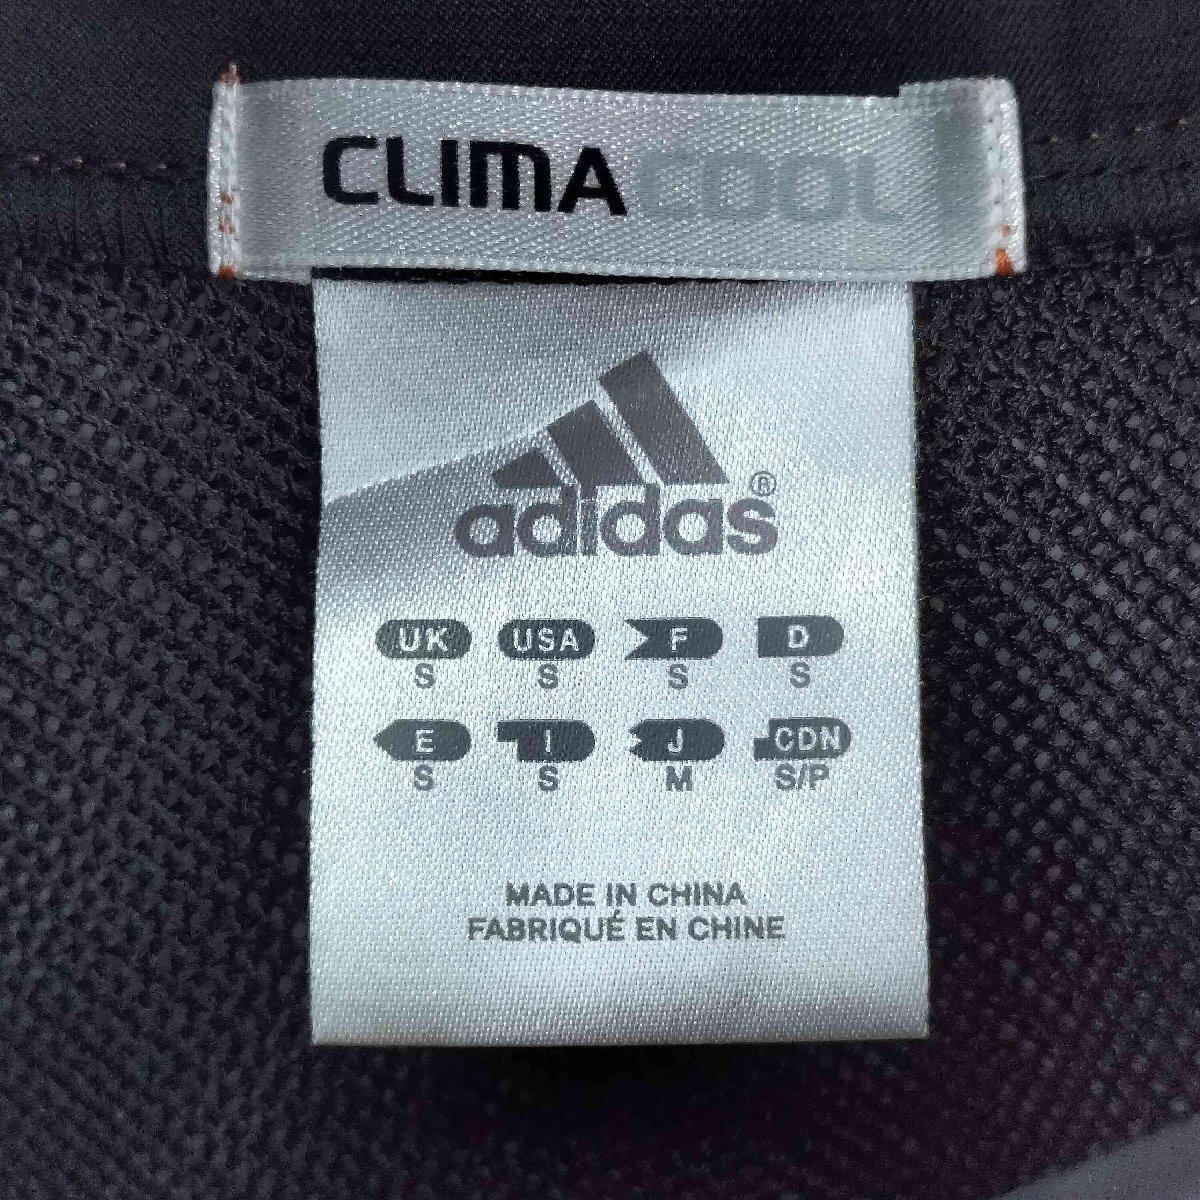 CLIMACOOL
adidas®
UK USA F D
S S S S
E I J CDN
S S M S/P
MADE IN CHINA
FABRIQUÉ EN CHINE